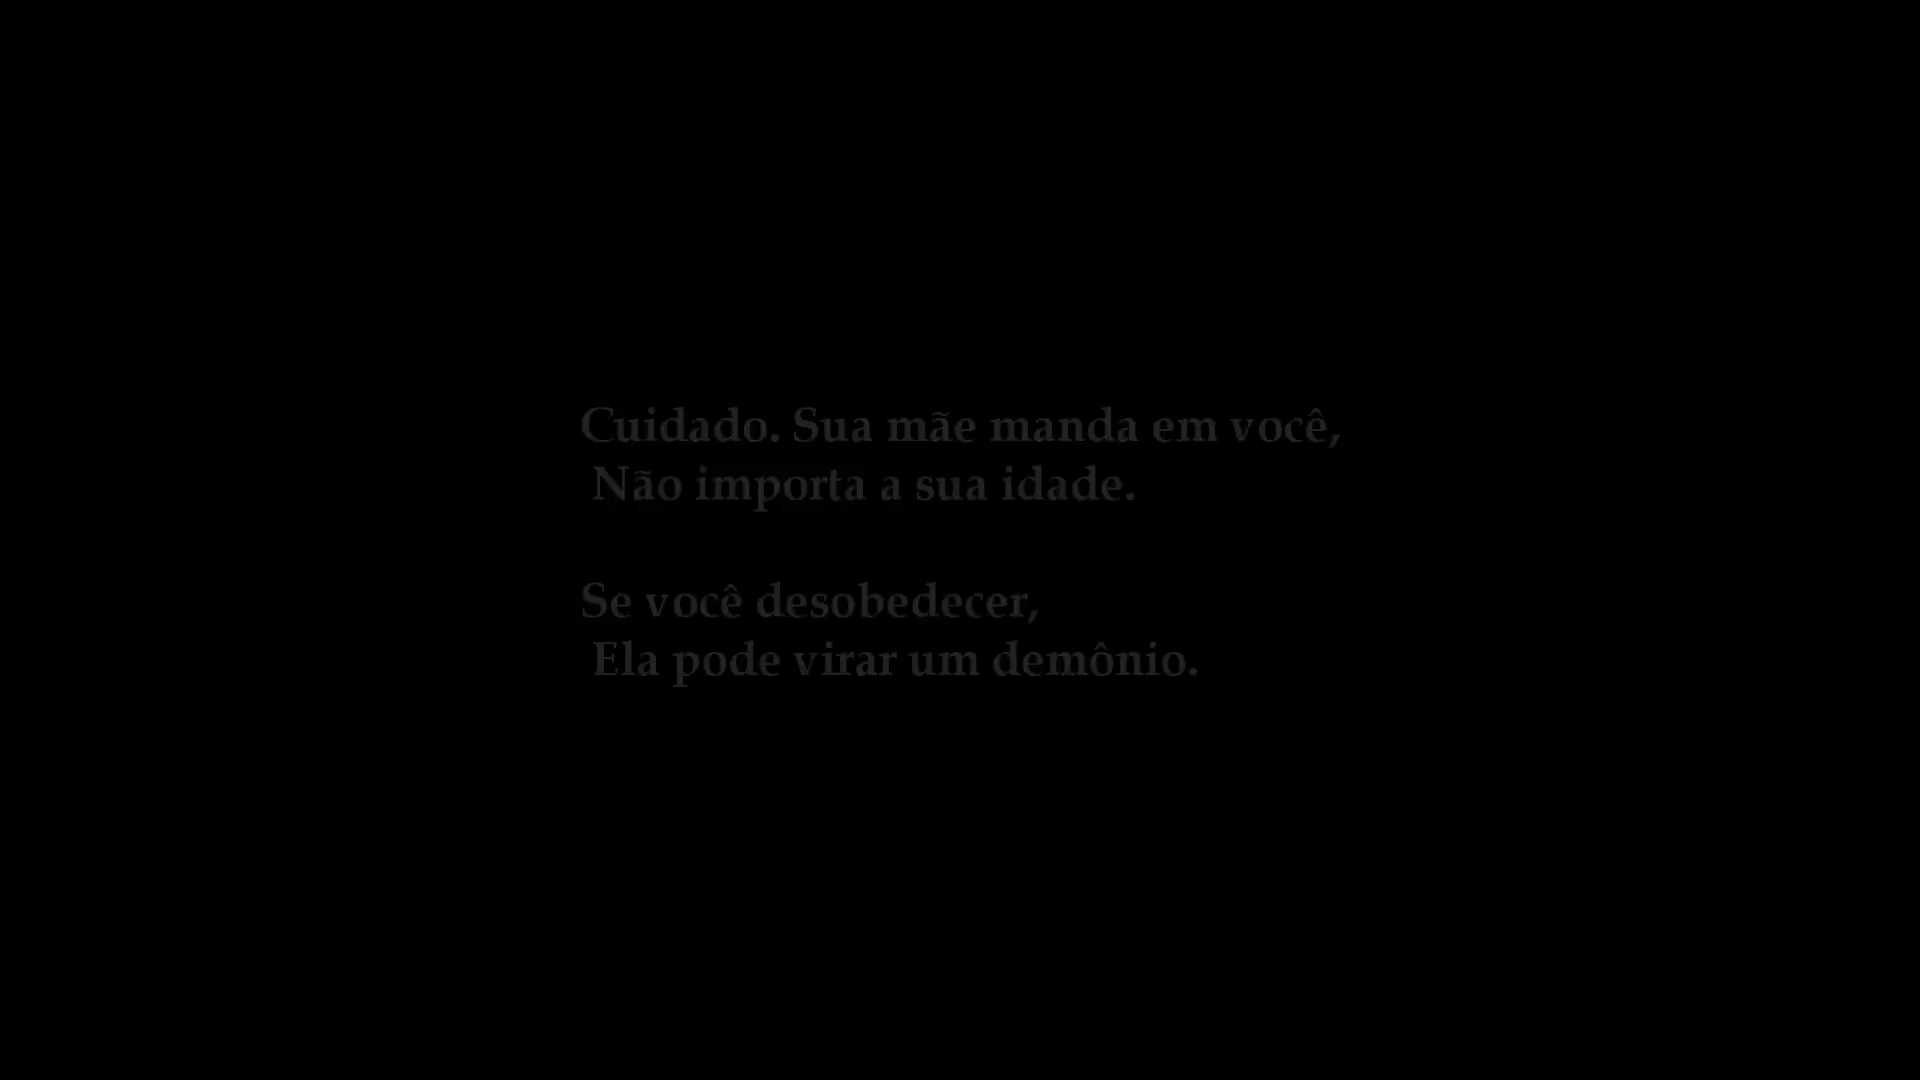 Cuidado. Sua mãe manda em você,
Não importa a sua idade.
Se você desobedecer,
Ela pode virar um demônio.